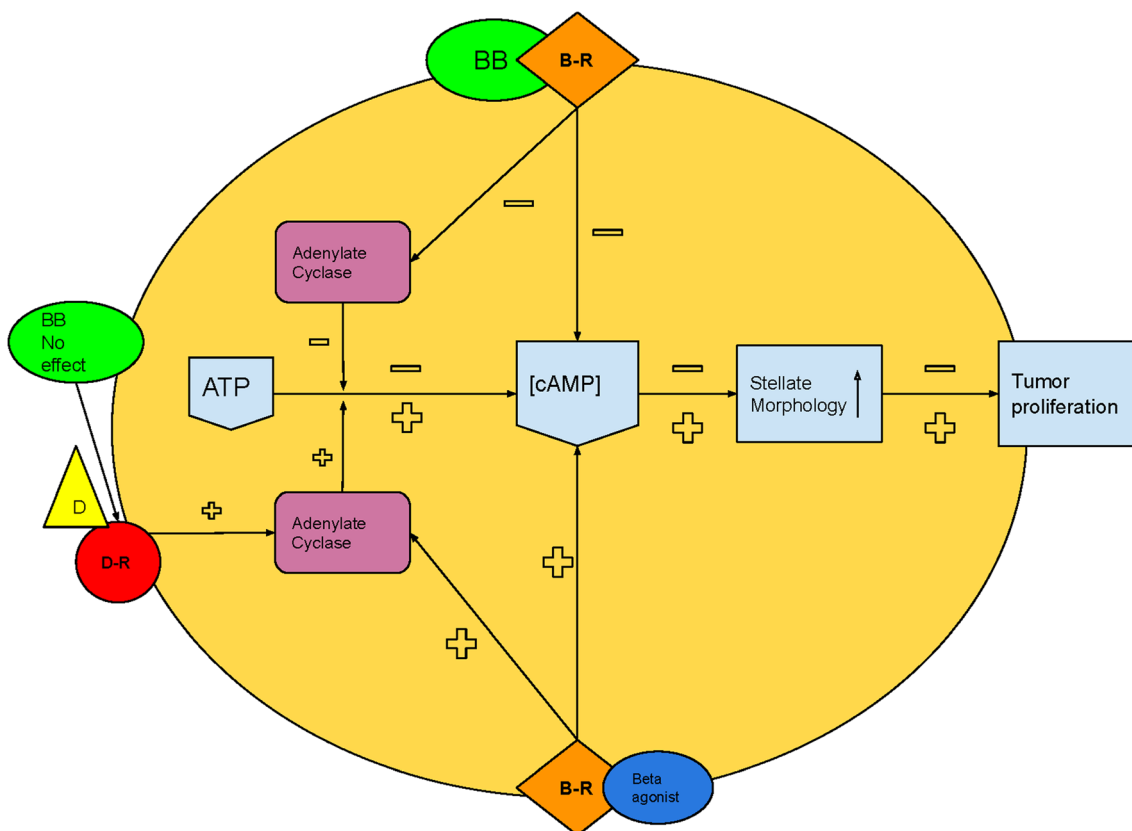 BB
B-R
Adenylate
Cyclase
BB
No
effect
ATP
[cAMP]
Stellate
Morphology
Tumor
proliferation
D
D-R
Adenylate
Cyclase
B-R
Beta
agonist